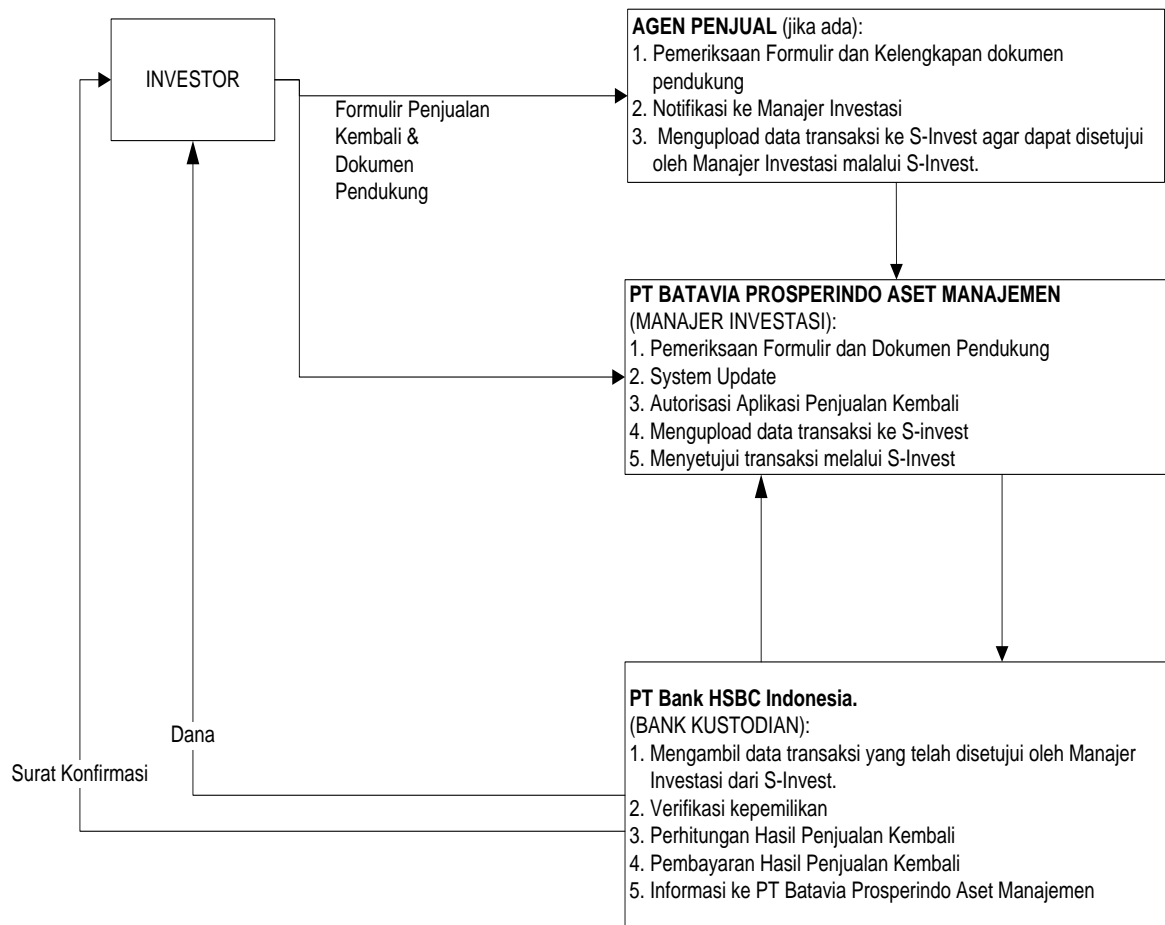 INVESTOR
Formulir Penjualan
Kembali &
Dokumen
Pendukung
AGEN PENJUAL (jika ada):
1. Pemeriksaan Formulir dan Kelengkapan dokumen
pendukung
2. Notifikasi ke Manajer Investasi
3. Mengupload data transaksi ke S-Invest agar dapat disetujui
oleh Manajer Investasi malalui S-Invest.
PT BATAVIA PROSPERINDO ASET MANAJEMEN
(MANAJER INVESTASI):
1. Pemeriksaan Formulir dan Dokumen Pendukung
2. System Update
3. Autorisasi Aplikasi Penjualan Kembali
4. Mengupload data transaksi ke S-invest
5. Menyetujui transaksi melalui S-Invest
PT Bank HSBC Indonesia.
(BANK KUSTODIAN):
1. Mengambil data transaksi yang telah disetujui oleh Manajer
Investasi dari S-Invest.
2. Verifikasi kepemilikan
3. Perhitungan Hasil Penjualan Kembali
4. Pembayaran Hasil Penjualan Kembali
5. Informasi ke PT Batavia Prosperindo Aset Manajemen
Dana
Surat Konfirmasi